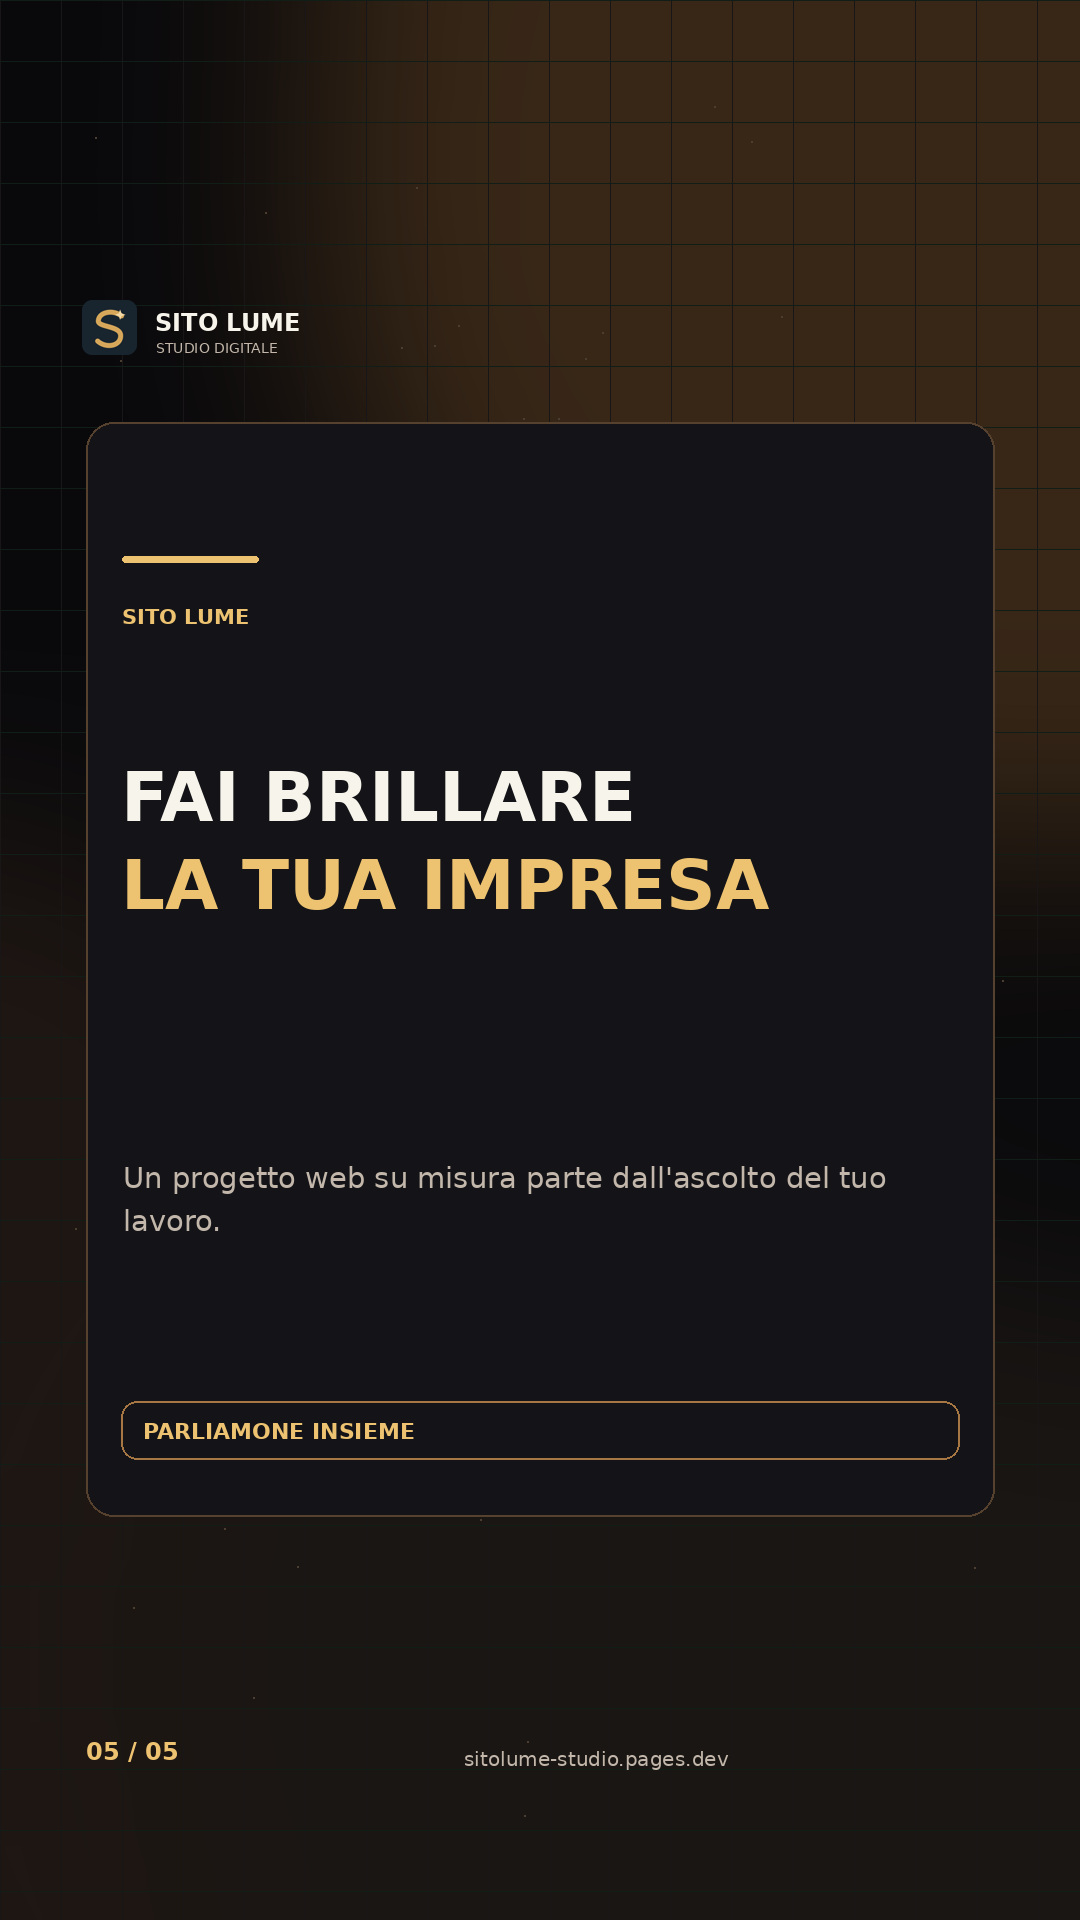 SITO LUME
STUDIO DIGITALE
SITO LUME
FAI BRILLARE
LA TUA IMPRESA
Un progetto web su misura parte dall'ascolto del tuo
lavoro.
PARLIAMONE INSIEME
05 / 05
sitolume-studio.pages.dev